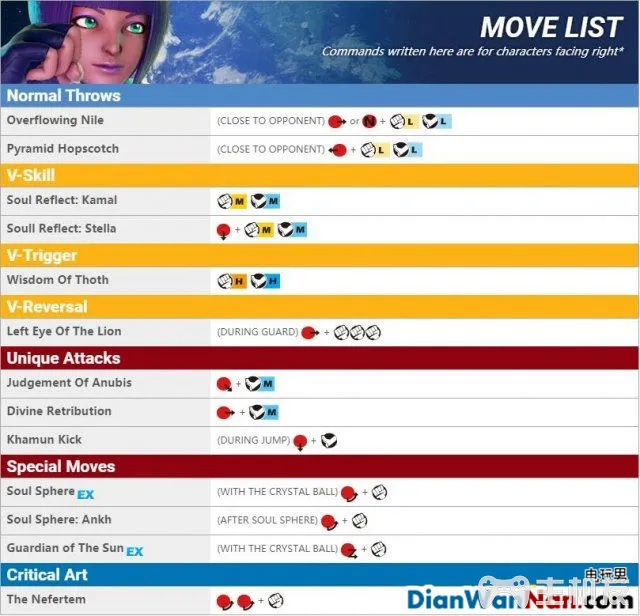 MOVE LIST
Commands written here are for characters facing right*
Normal Throws
Overflowing Nile (CLOSE TO OPPONENT) or N + L L
Pyramid Hopscotch (CLOSE TO OPPONENT) + L L
V-Skill
Soul Reflect: Kamal M M
Soull Reflect: Stella + M M
V-Trigger
Wisdom Of Thoth H H
V-Reversal
Left Eye Of The Lion (DURING GUARD) +
Unique Attacks
Judgement Of Anubis + M
Divine Retribution + M
Khamun Kick (DURING JUMP) +
Special Moves
Soul Sphere EX (WITH THE CRYSTAL BALL) +
Soul Sphere: Ankh (AFTER SOUL SPHERE) +
Guardian of The Sun EX (WITH THE CRYSTAL BALL) +
Critical Art
电玩男
The Nefertem +
DianWanNan.com